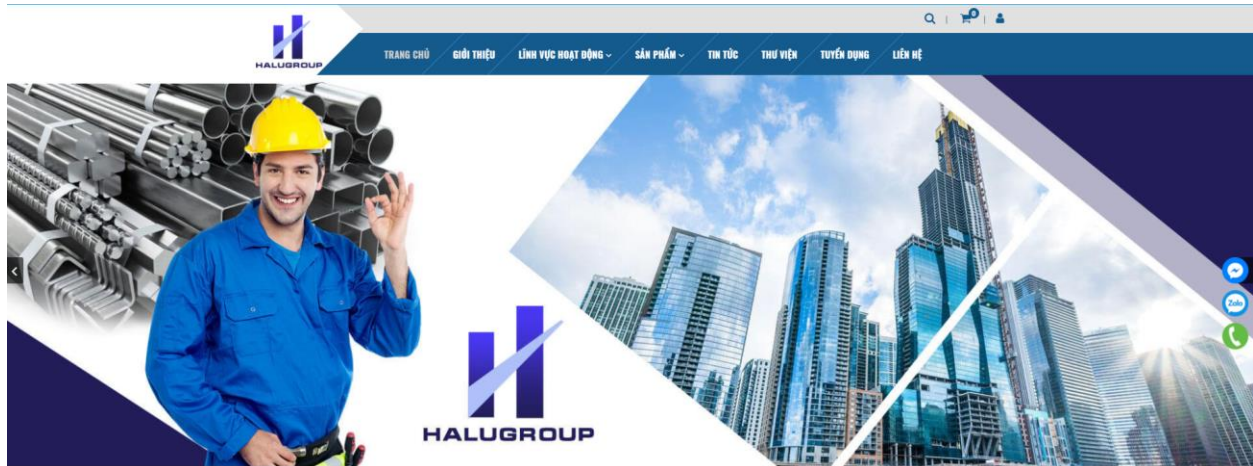 0
HALUGROUP
TRANG CHỦ GIỚI THIỆU LĨNH VỰC HOẠT ĐỘNG SẢN PHẨM TIN TỨC THƯ VIỆN TUYỂN DỤNG LIÊN HỆ
Zalo
HALUGROUP